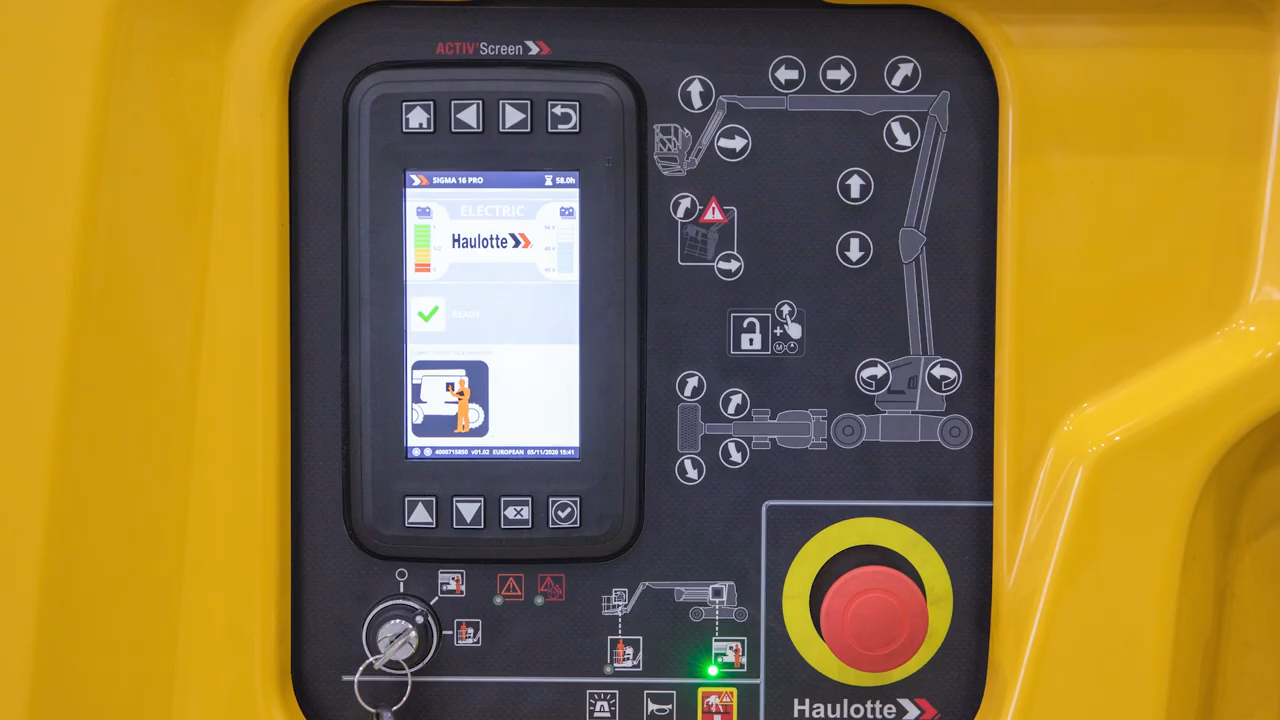 ACTIV'Screen
SIGMA 16 PRO 58.0h
ELECTRIC
Haulotte
READY
4000715850 v01.02 EUROPEAN 05/11/2020 15:41
Haulotte